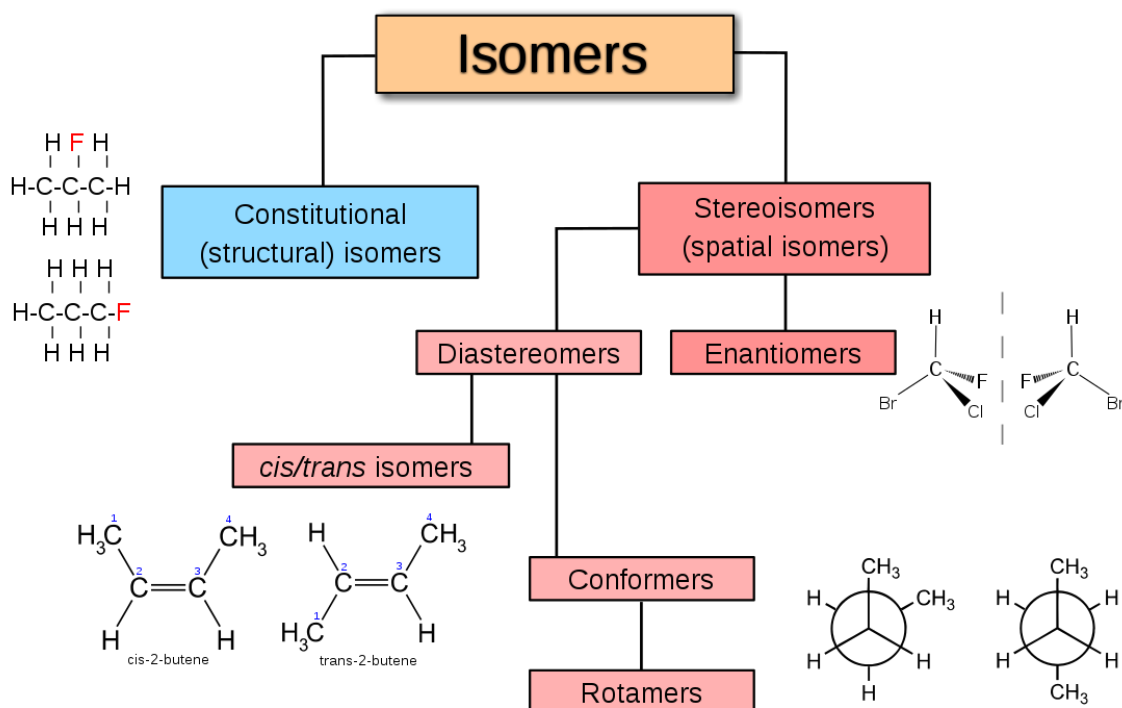 Isomers
H F H
H-C-C-C-H
H H H
Constitutional
(structural) isomers
Stereoisomers
(spatial isomers)
H H H
H-C-C-C-F
H H H
Diastereomers
Enantiomers
H
C
F
Br
Cl
H
C
F
Br
Cl
cis/trans isomers
1
H3C
4
CH3
2
C
3
C
H
H
cis-2-butene
H
4
CH3
2
C
3
C
1
H3C
H
trans-2-butene
Conformers
CH3
H
CH3
H
H
H
CH3
H
H
H
H
CH3
Rotamers